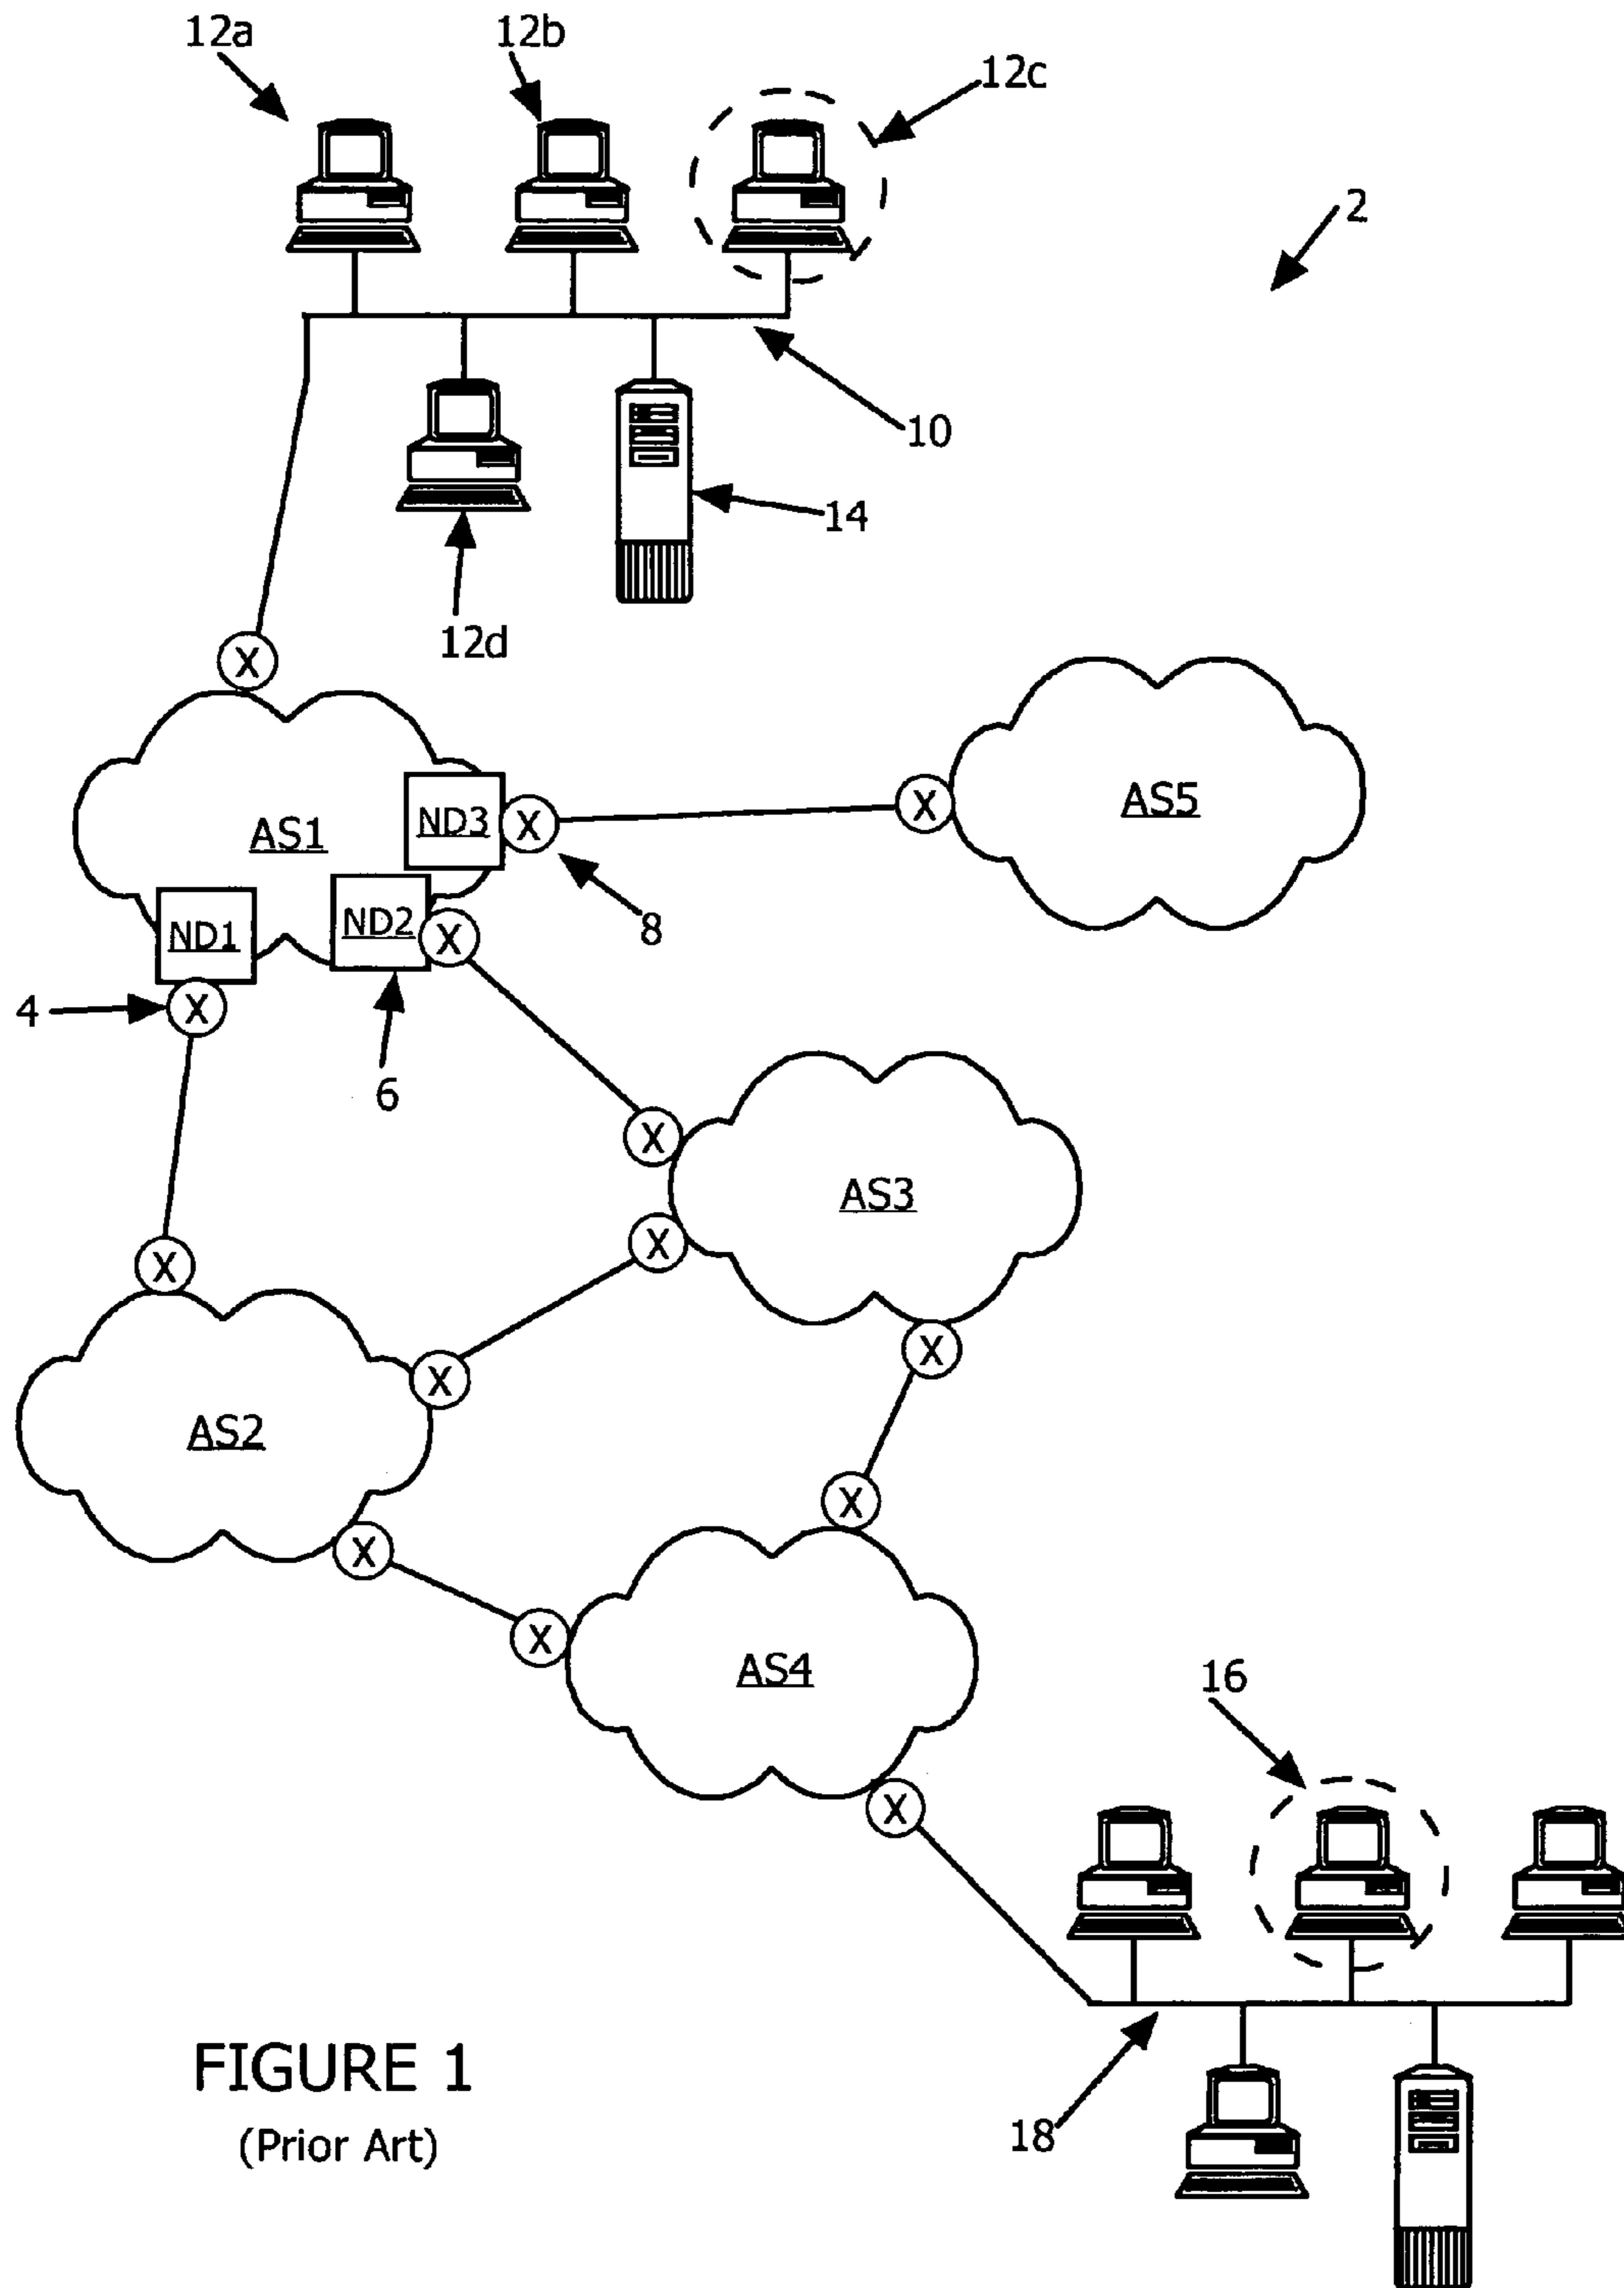 12a
12b
12c
2
10
14
12d
X
AS5
X
ND3
X
AS1
8
ND2
ND1
X
4
X
6
X
AS3
X
X
X
X
AS2
X
X
X
AS4
16
X
FIGURE 1
18
(Prior Art)